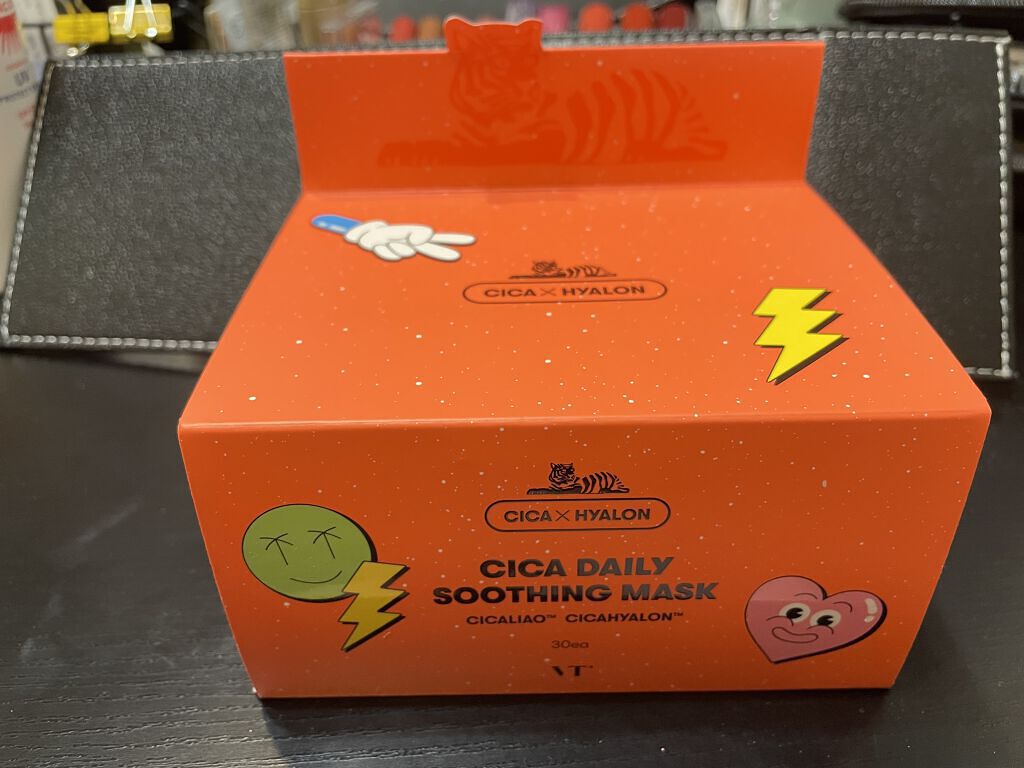 CICA × HYALON
CICA × HYALON
CICA DAILY
SOOTHING MASK
CICALIAO™ CICAHYALON™
30ea
VT